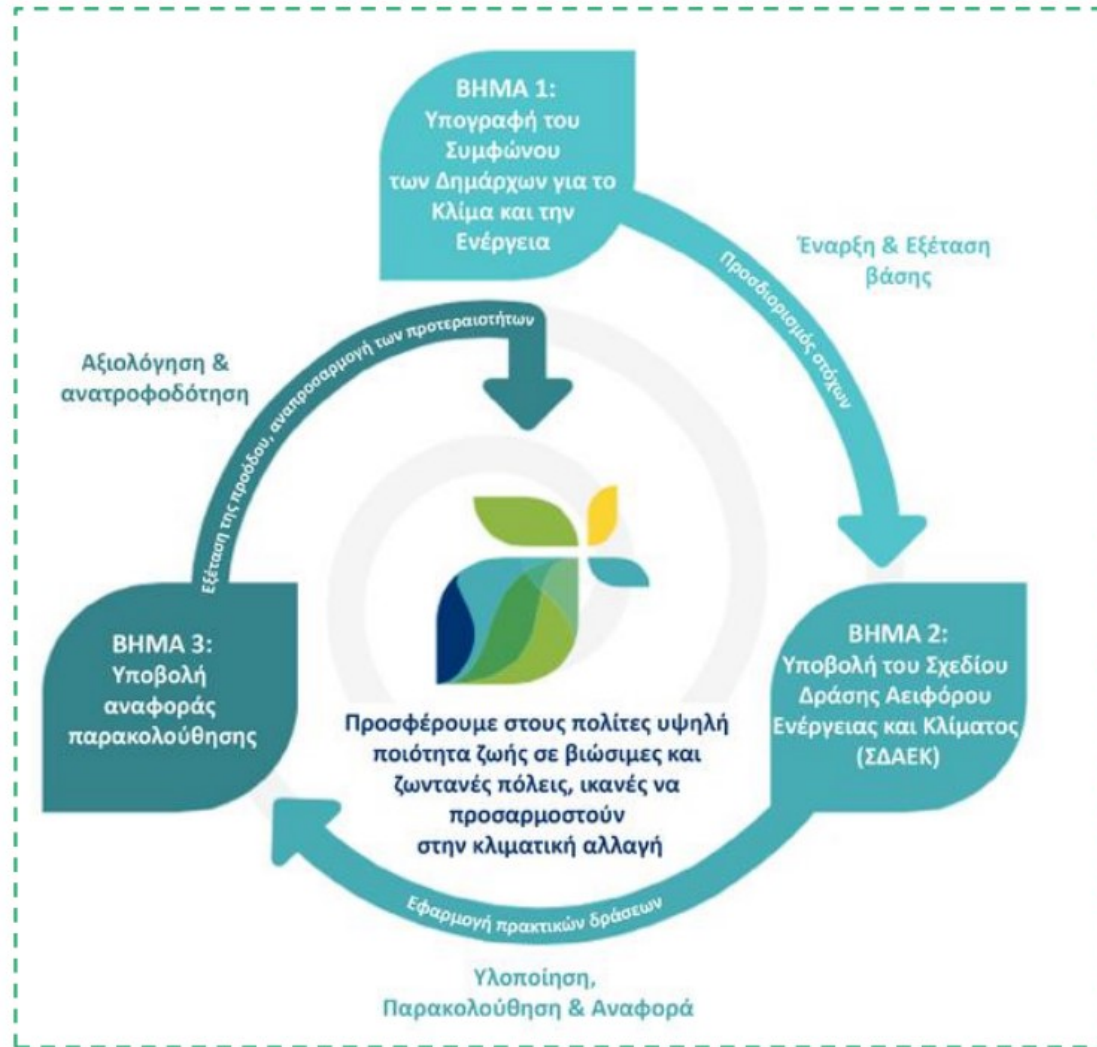 ΒΗΜΑ 1:
Υπογραφή του
Συμφώνου
των Δημάρχων για το
Κλίμα και την
Ενέργεια
Έναρξη & Εξέταση
βάσης
Προσδιορισμός στόχων
ΒΗΜΑ 2:
Υποβολή του Σχεδίου
Δράσης Αειφόρου
Ενέργειας και Κλίματος
(ΣΔΑΕΚ)
Εφαρμογή πρακτικών δράσεων
Υλοποίηση,
Παρακολούθηση & Αναφορά
ΒΗΜΑ 3:
Υποβολή
αναφοράς
παρακολούθησης
Εξέταση της προόδου, αναπροσαρμογή των προτεραιοτήτων
Αξιολόγηση &
ανατροφοδότηση
Προσφέρουμε στους πολίτες υψηλή
ποιότητα ζωής σε βιώσιμες και
ζωντανές πόλεις, ικανές να
προσαρμοστούν
στην κλιματική αλλαγή